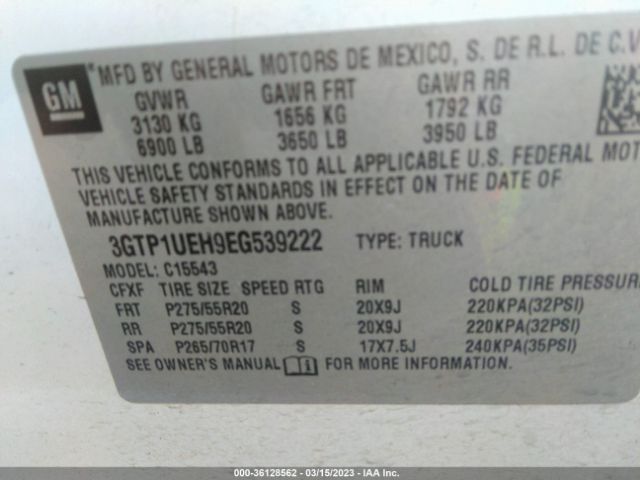 GM
MFD BY GENERAL MOTORS DE MEXICO, S. DE R.L. DE C.V
GVWR GAWR FRT GAWR RR
3130 KG 1656 KG 1792 KG
6900 LB 3650 LB 3950 LB
THIS VEHICLE CONFORMS TO ALL APPLICABLE U.S. FEDERAL MOT
VEHICLE SAFETY STANDARDS IN EFFECT ON THE DATE OF
MANUFACTURE SHOWN ABOVE.
3GTP1UEH9EG539222 TYPE: TRUCK
MODEL: C15543
CFXF TIRE SIZE SPEED RTG RIM COLD TIRE PRESSUR
FRT P275/55R20 S 20X9J 220KPA(32PSI)
RR P275/55R20 S 20X9J 220KPA(32PSI)
SPA P265/70R17 S 17X7.5J 240KPA(35PSI)
SEE OWNER'S MANUAL FOR MORE INFORMATION.
000-36128562 - 03/15/2023 - IAA Inc.